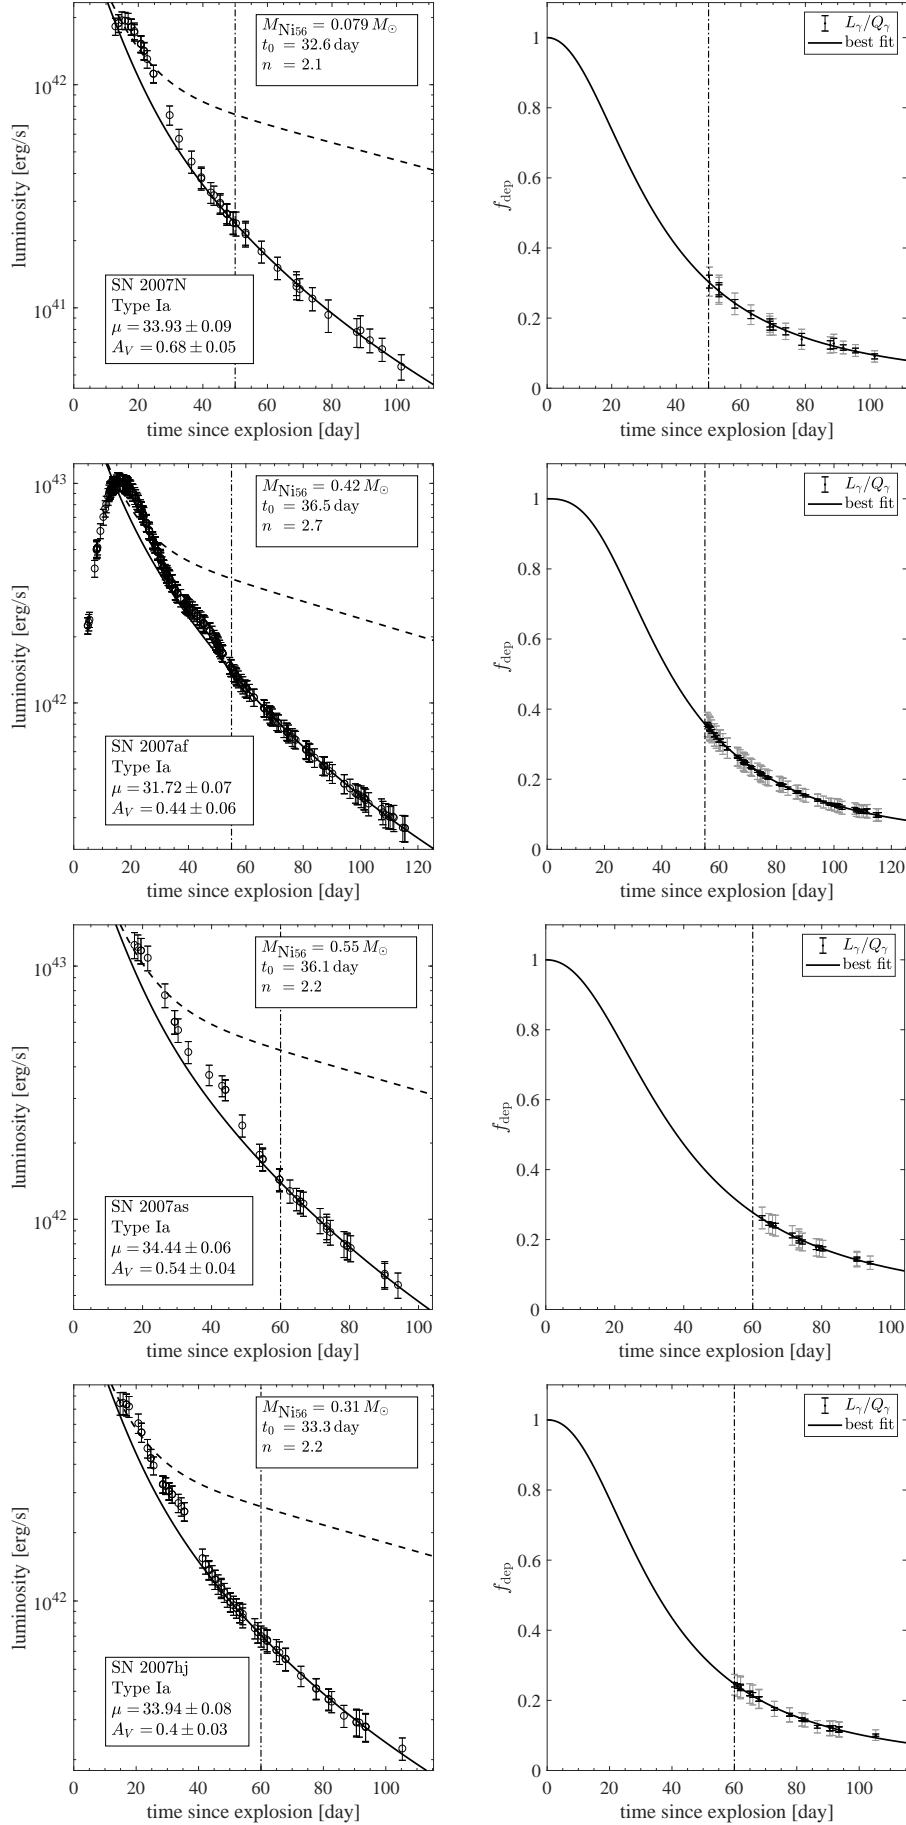 M_Ni56 = 0.079 M_⊙
t_0 = 32.6 day
n = 2.1
10^42
10^41
luminosity [erg/s]
SN 2007N
Type Ia
μ = 33.93 ± 0.09
A_V = 0.68 ± 0.05
0 20 40 60 80 100
time since explosion [day]
L_γ/Q_γ
best fit
1
0.8
0.6
0.4
0.2
0
f_dep
0 20 40 60 80 100
time since explosion [day]
M_Ni56 = 0.42 M_⊙
t_0 = 36.5 day
n = 2.7
10^43
10^42
luminosity [erg/s]
SN 2007af
Type Ia
μ = 31.72 ± 0.07
A_V = 0.44 ± 0.06
0 20 40 60 80 100 120
time since explosion [day]
L_γ/Q_γ
best fit
1
0.8
0.6
0.4
0.2
0
f_dep
0 20 40 60 80 100 120
time since explosion [day]
M_Ni56 = 0.55 M_⊙
t_0 = 36.1 day
n = 2.2
10^43
10^42
luminosity [erg/s]
SN 2007as
Type Ia
μ = 34.44 ± 0.06
A_V = 0.54 ± 0.04
0 20 40 60 80 100
time since explosion [day]
L_γ/Q_γ
best fit
1
0.8
0.6
0.4
0.2
0
f_dep
0 20 40 60 80 100
time since explosion [day]
M_Ni56 = 0.31 M_⊙
t_0 = 33.3 day
n = 2.2
10^42
luminosity [erg/s]
SN 2007hj
Type Ia
μ = 33.94 ± 0.08
A_V = 0.4 ± 0.03
0 20 40 60 80 100
time since explosion [day]
L_γ/Q_γ
best fit
1
0.8
0.6
0.4
0.2
0
f_dep
0 20 40 60 80 100
time since explosion [day]